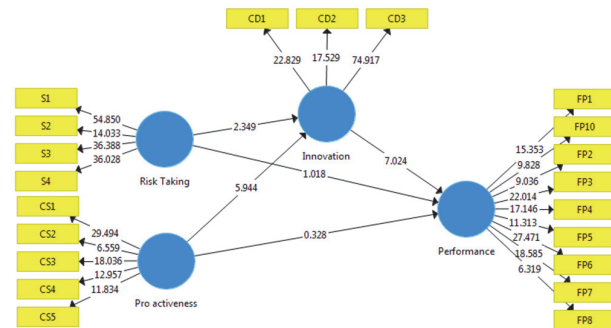 CD1
CD2
CD3
22.829
17.529
74.917
Innovation
S1
S2
S3
S4
54.850
14.033
36.388
36.028
Risk Taking
2.349
1.018
7.024
5.944
0.328
CS1
CS2
CS3
CS4
CS5
29.494
6.559
18.036
12.957
11.834
Pro activeness
Performance
15.353
9.828
9.036
22.014
17.146
11.313
27.471
18.585
6.319
FP1
FP10
FP2
FP3
FP4
FP5
FP6
FP7
FP8